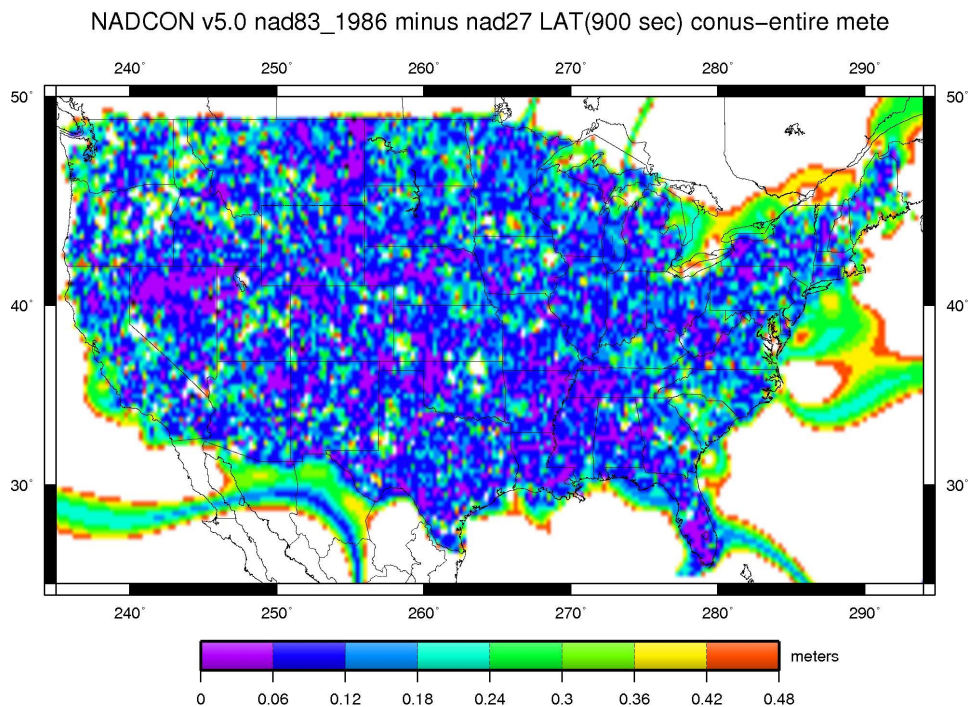 NADCON v5.0 nad83_1986 minus nad27 LAT(900 sec) conus−entire mete
240° 250° 260° 270° 280° 290°
50° 50°
40° 40°
30° 30°
240° 250° 260° 270° 280° 290°
meters
0 0.06 0.12 0.18 0.24 0.3 0.36 0.42 0.48